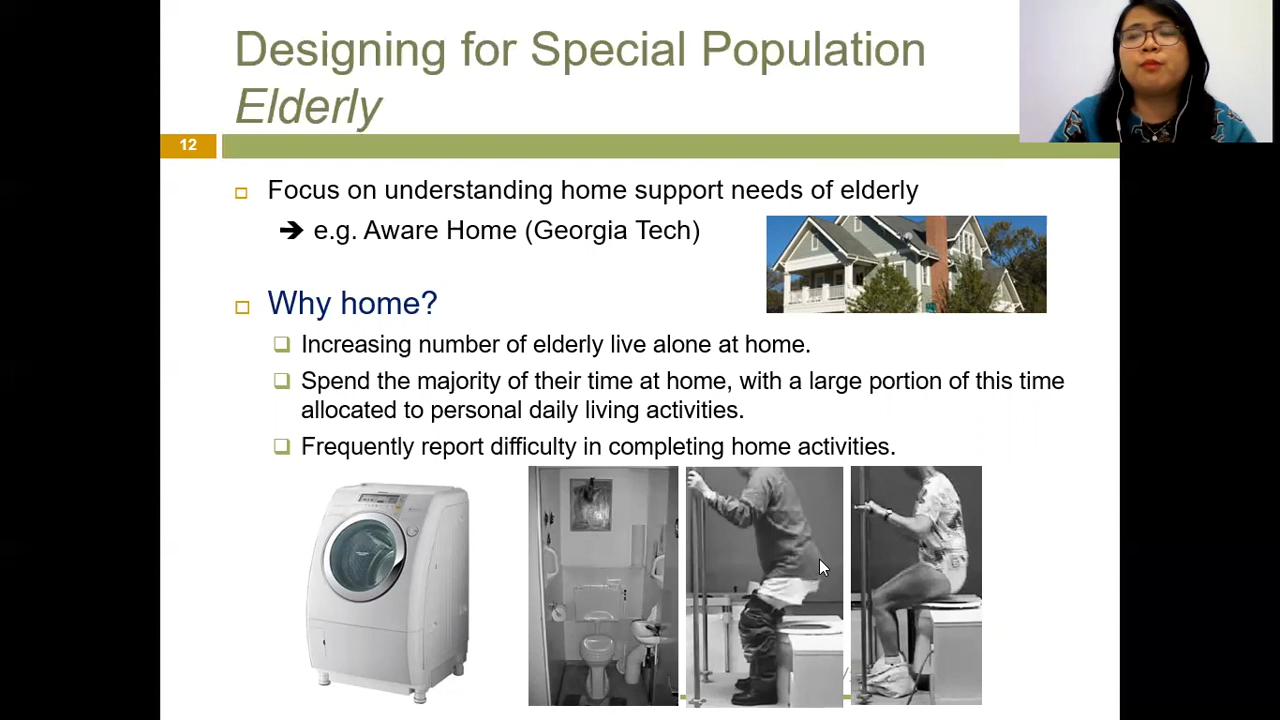 Designing for Special Population
Elderly
12
Focus on understanding home support needs of elderly
➔ e.g. Aware Home (Georgia Tech)
Why home?
Increasing number of elderly live alone at home.
Spend the majority of their time at home, with a large portion of this time
allocated to personal daily living activities.
Frequently report difficulty in completing home activities.